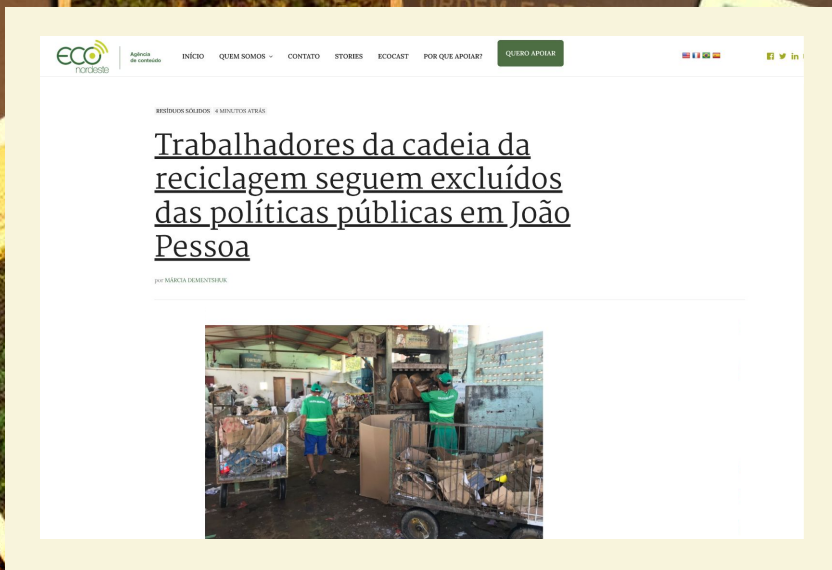 ECO
nordeste
Agência
de conteúdo
INÍCIO QUEM SOMOS CONTATO STORIES ECOCAST POR QUE APOIAR? QUERO APOIAR
RESÍDUOS SÓLIDOS 4 MINUTOS ATRÁS
Trabalhadores da cadeia da
reciclagem seguem excluídos
das políticas públicas em João
Pessoa
por MÁRCIA DEMENTSHUK